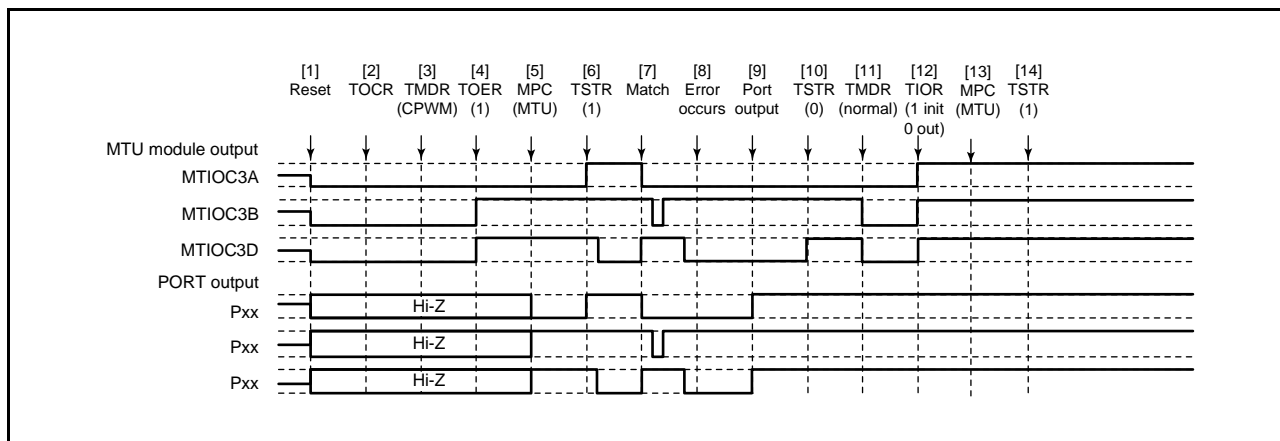 [1] [2] [3] [4] [5] [6] [7] [8] [9] [10] [11] [12] [13] [14]
Reset TOCR TMDR TOER MPC TSTR Match Error Port TSTR TMDR TIOR MPC TSTR
(CPWM) (1) (MTU) (1) occurs output (0) (normal) (1 init (MTU) (1)
0 out)
MTU module output
MTIOC3A
MTIOC3B
MTIOC3D
PORT output
Pxx Hi-Z
Pxx Hi-Z
Pxx Hi-Z